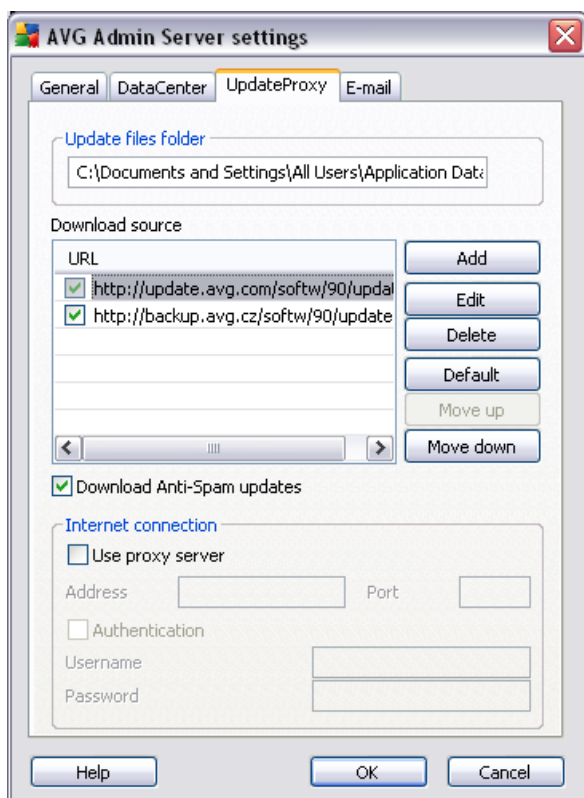 AVG Admin Server settings
General DataCenter UpdateProxy E-mail
Update files folder
C:\Documents and Settings\All Users\Application Data
Download source
URL
http://update.avg.com/softw/90/updat
http://backup.avg.cz/softw/90/update
Add
Edit
Delete
Default
Move up
Move down
Download Anti-Spam updates
Internet connection
Use proxy server
Address Port
Authentication
Username
Password
Help OK Cancel